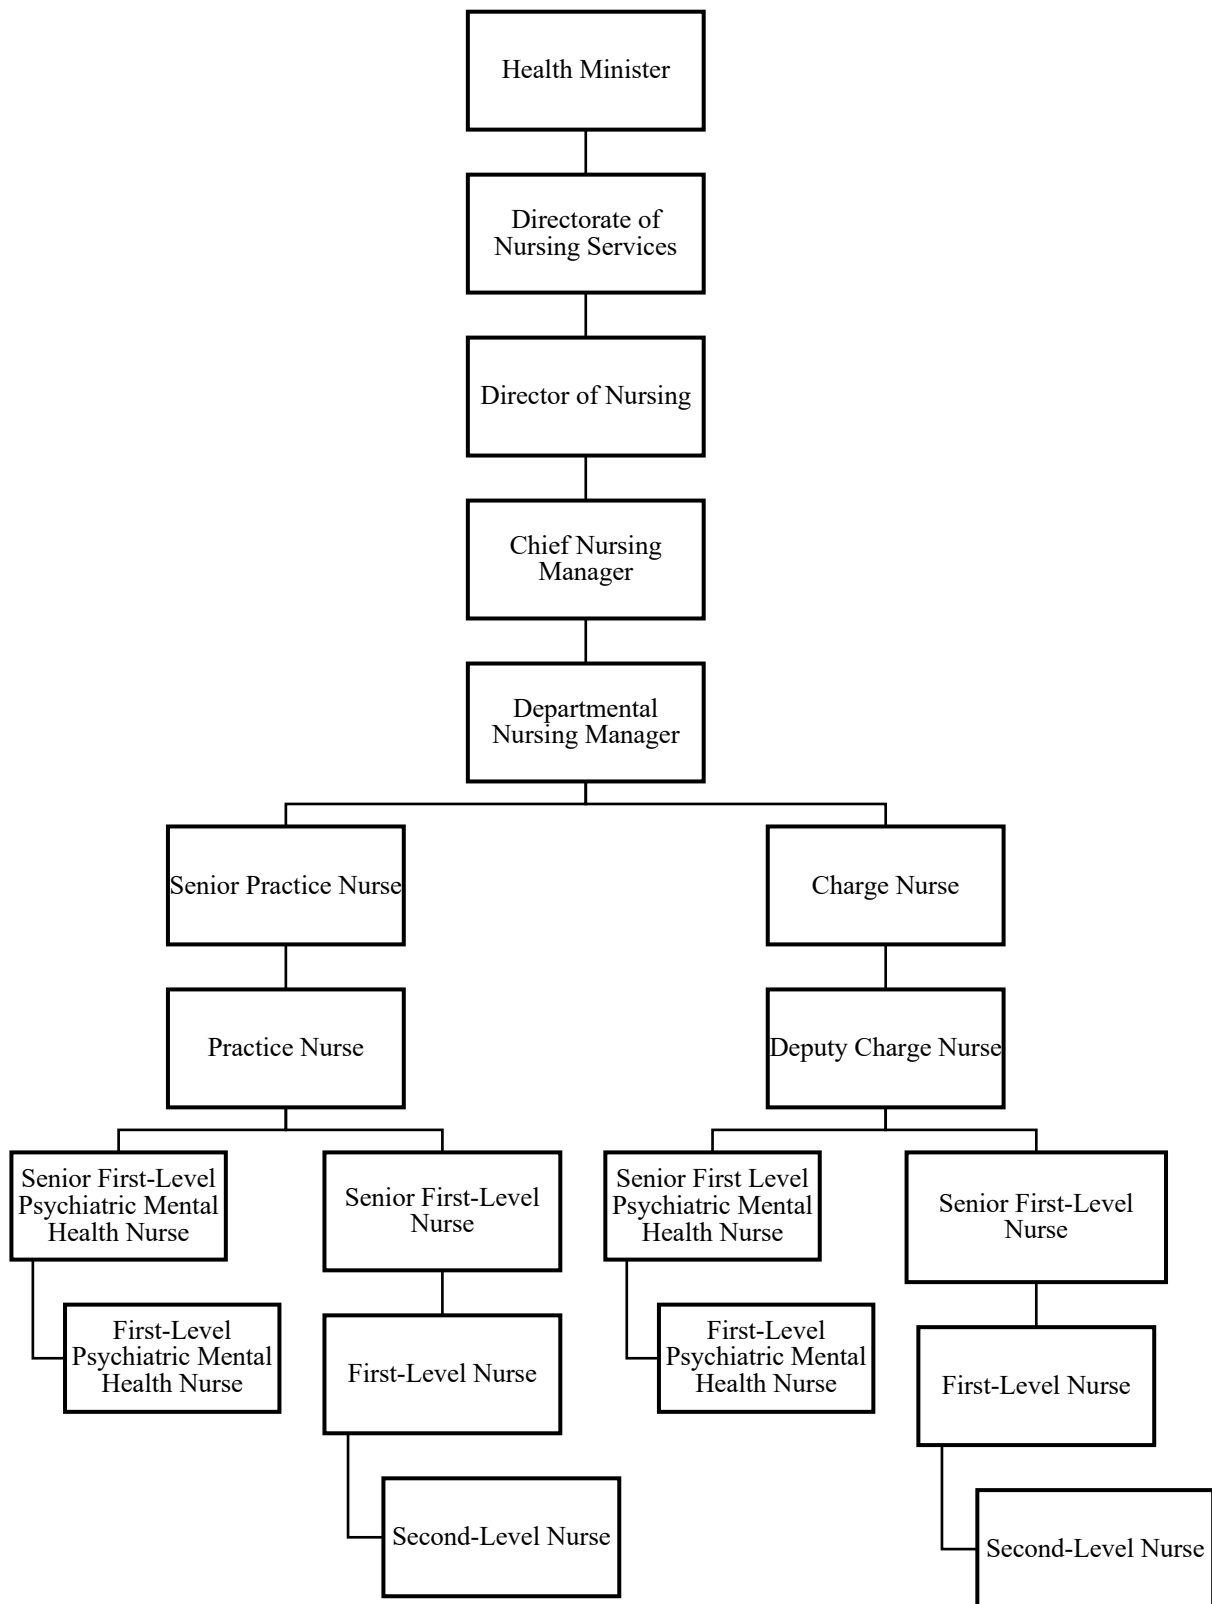 Health Minister
Directorate of
Nursing Services
Director of Nursing
Chief Nursing
Manager
Departmental
Nursing Manager
Senior Practice Nurse
Charge Nurse
Practice Nurse
Deputy Charge Nurse
Senior First-Level
Psychiatric Mental
Health Nurse
Senior First-Level
Nurse
Senior First Level
Psychiatric Mental
Health Nurse
Senior First-Level
Nurse
First-Level
Psychiatric Mental
Health Nurse
First-Level Nurse
First-Level
Psychiatric Mental
Health Nurse
First-Level Nurse
Second-Level Nurse
Second-Level Nurse